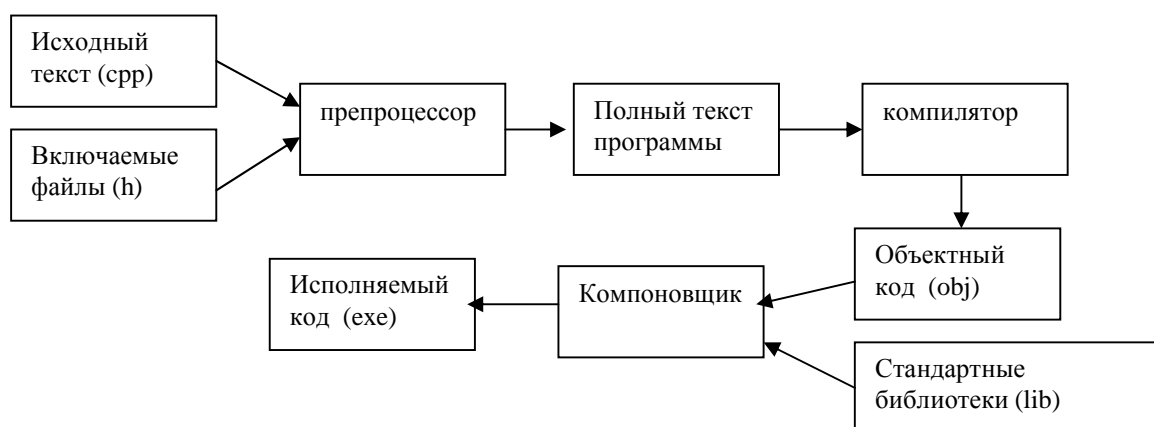 Исходный
текст (cpp)
Включаемые
файлы (h)
препроцессор
Полный текст
программы
компилятор
Объектный
код (obj)
Стандартные
библиотеки (lib)
Компоновщик
Исполняемый
код (exe)